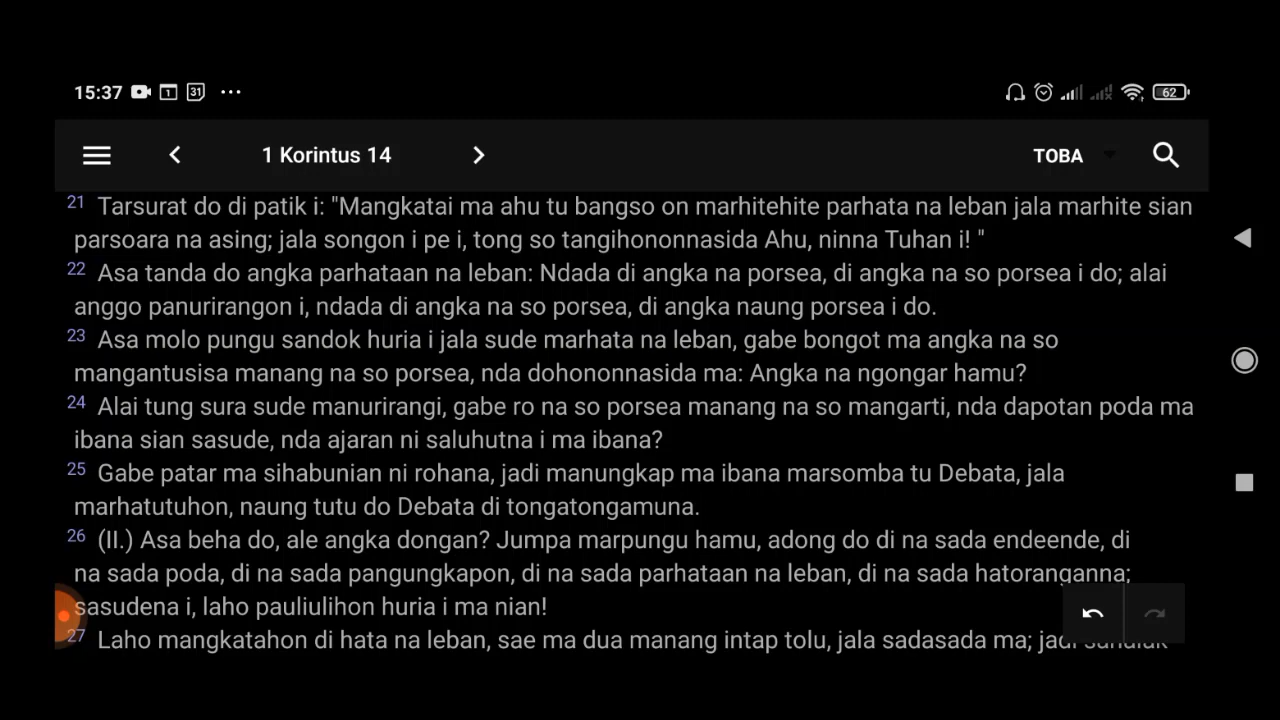 15:37 1 31 ... 62
1 Korintus 14 TOBA
21 Tarsurat do di patik i: "Mangkatai ma ahu tu bangso on marhitehite parhata na leban jala marhite sian
parsoara na asing; jala songon i pe i, tong so tangihononnasida Ahu, ninna Tuhan i! "
22 Asa tanda do angka parhataan na leban: Ndada di angka na porsea, di angka na so porsea i do; alai
anggo panurirangon i, ndada di angka na so porsea, di angka naung porsea i do.
23 Asa molo pungu sandok huria i jala sude marhata na leban, gabe bongot ma angka na so
mangantusisa manang na so porsea, nda dohononnasida ma: Angka na ngongar hamu?
24 Alai tung sura sude manurirangi, gabe ro na so porsea manang na so mangarti, nda dapotan poda ma
ibana sian sasude, nda ajaran ni saluhutna i ma ibana?
25 Gabe patar ma sihabunian ni rohana, jadi manungkap ma ibana marsomba tu Debata, jala
marhatutuhon, naung tutu do Debata di tongatongamuna.
26 (II.) Asa beha do, ale angka dongan? Jumpa marpungu hamu, adong do di na sada endeende, di
na sada poda, di na sada pangungkapon, di na sada parhataan na leban, di na sada hatoranganna;
sasudena i, laho pauliulihon huria i ma nian!
27 Laho mangkatahon di hata na leban, sae ma dua manang intap tolu, jala sadasada ma; jadi